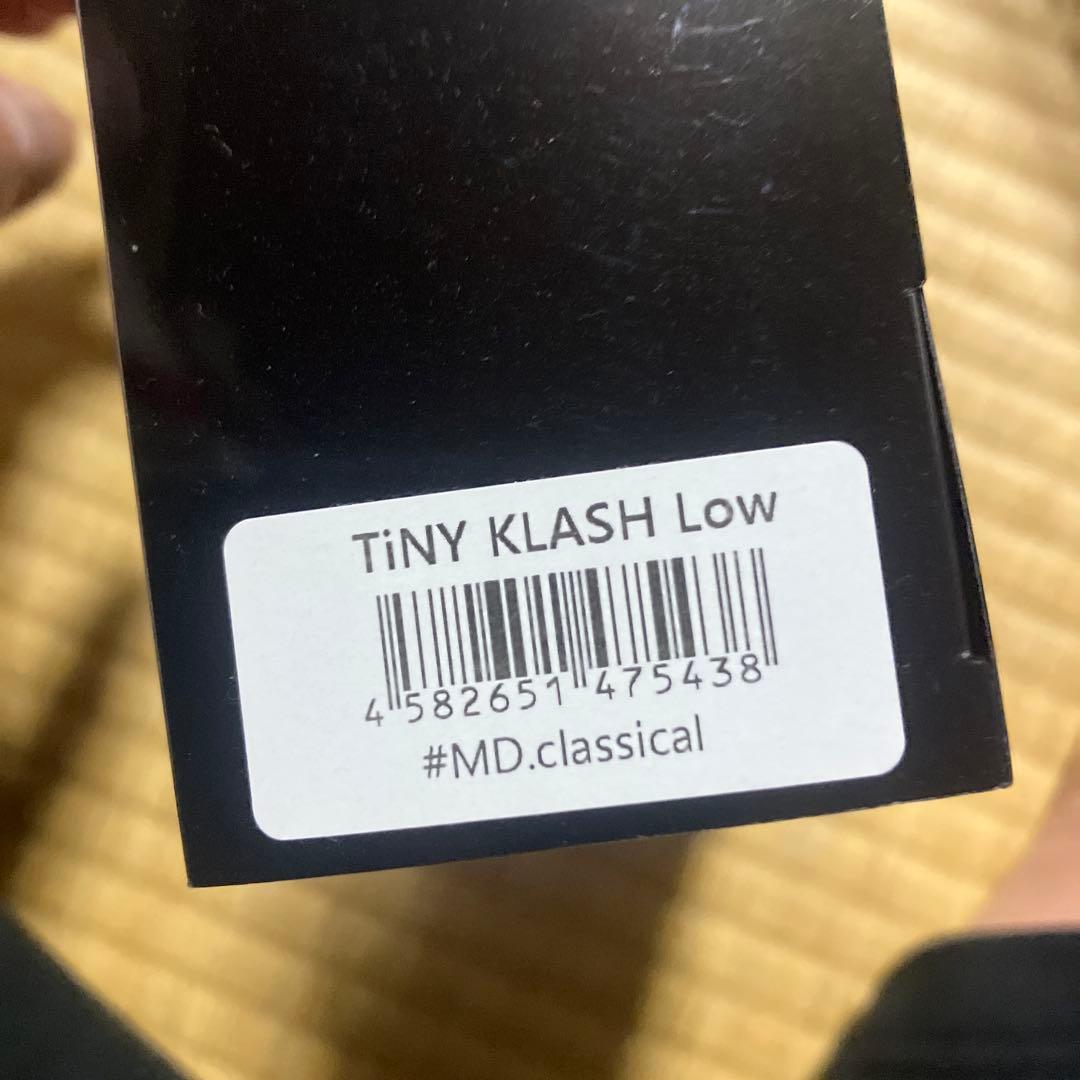 TiNY KLASH Low
4 582651 475438
#MD.classical